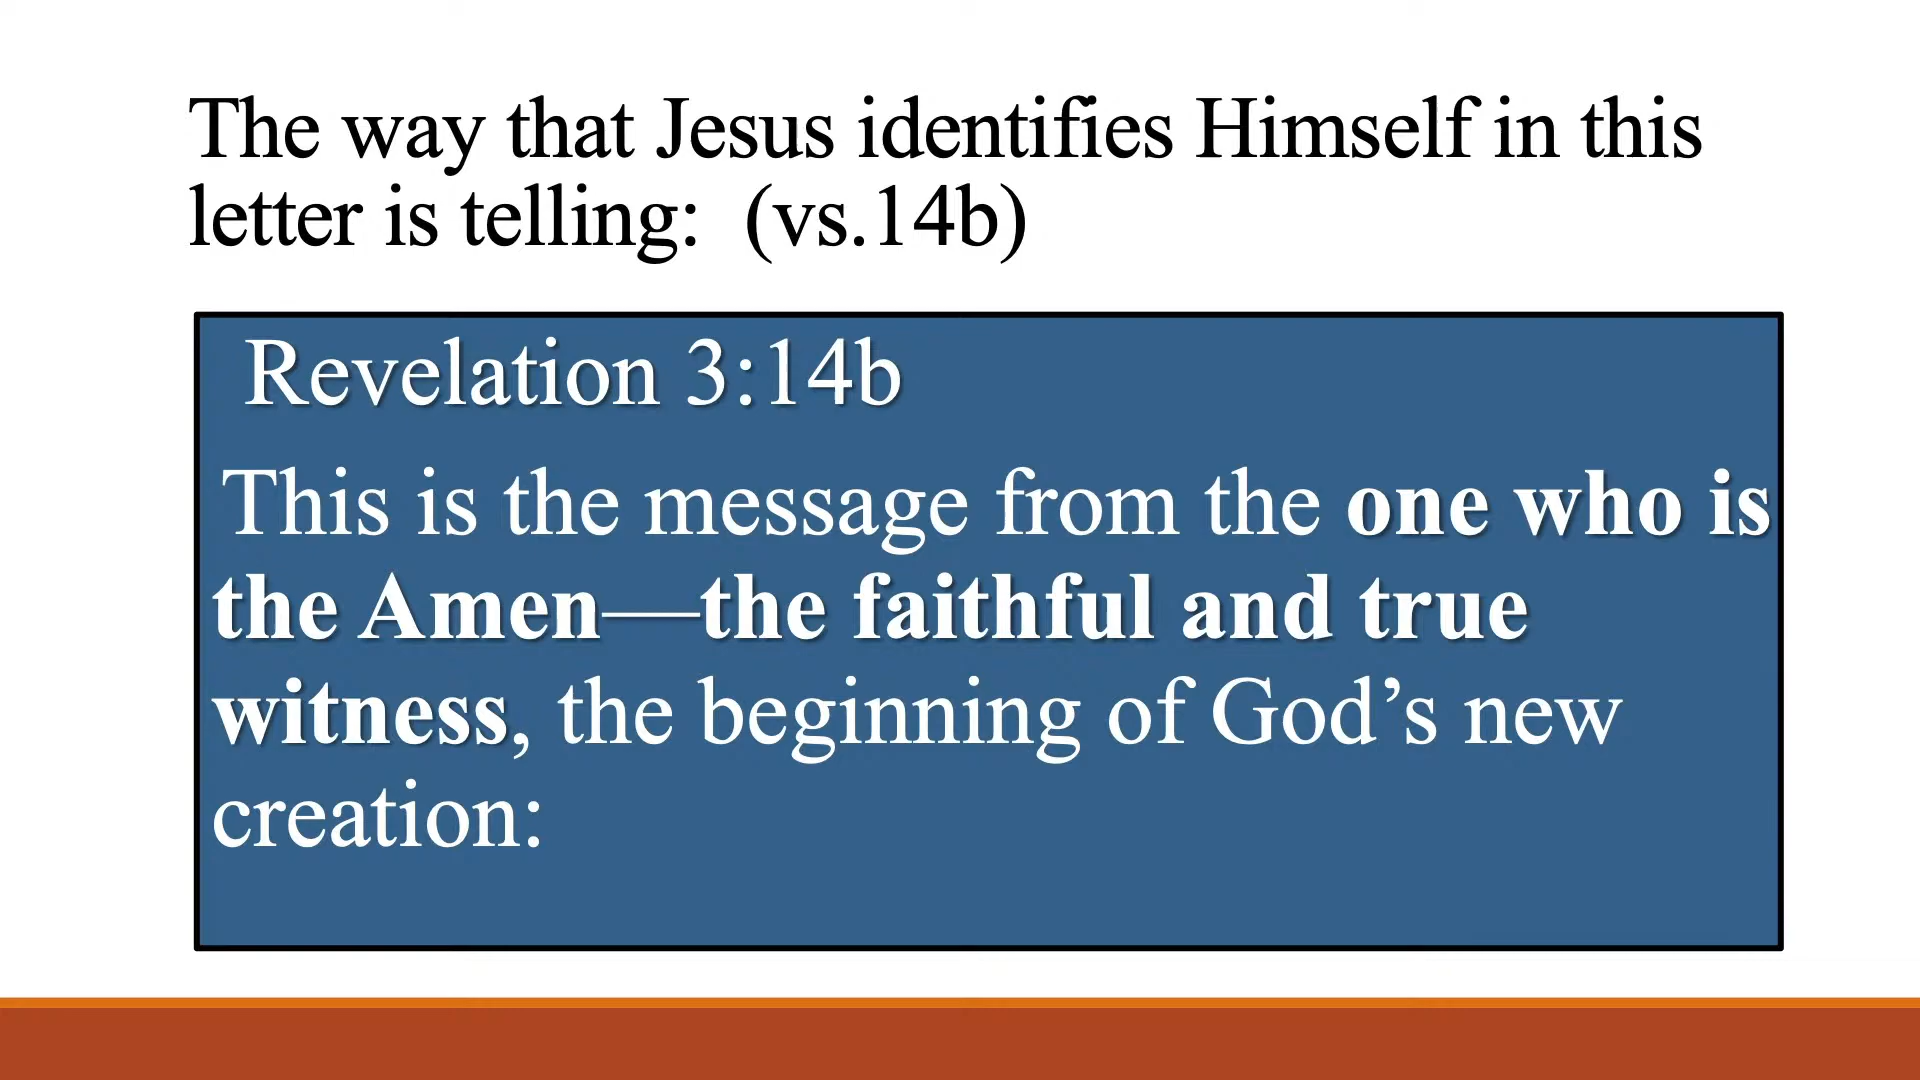 The way that Jesus identifies Himself in this
letter is telling:  (vs.14b)
Revelation 3:14b
This is the message from the one who is
the Amen—the faithful and true
witness, the beginning of God’s new
creation: